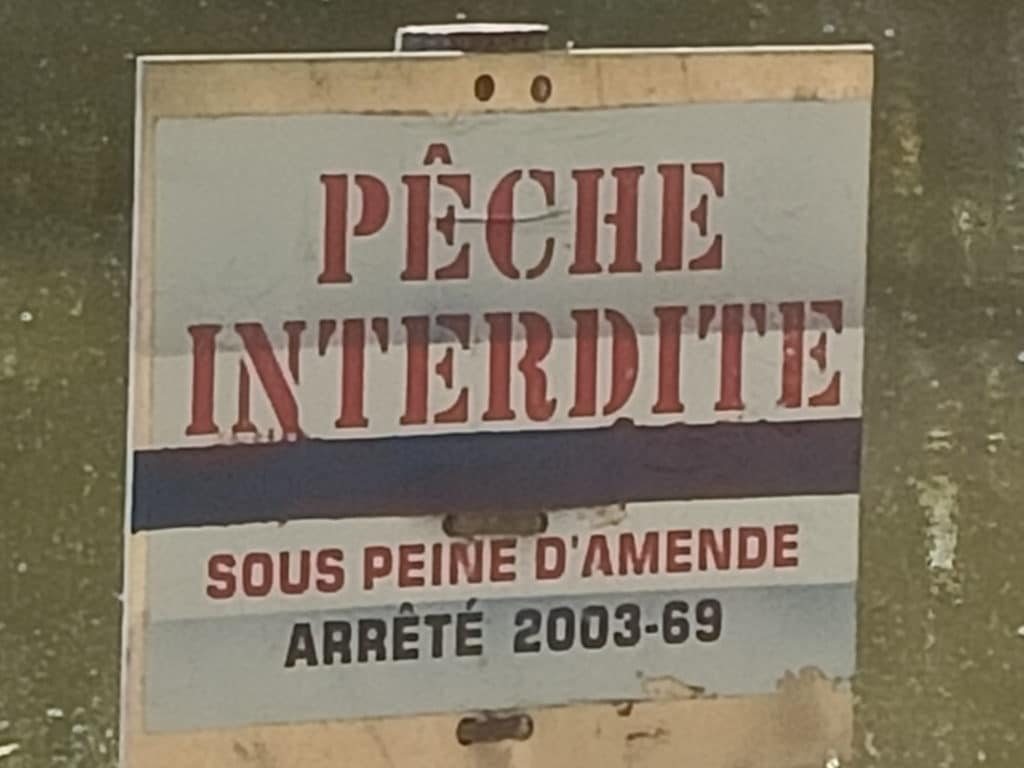 PÊCHE
INTERDITE
SOUS PEINE D'AMENDE
ARRÊTÉ 2003-69